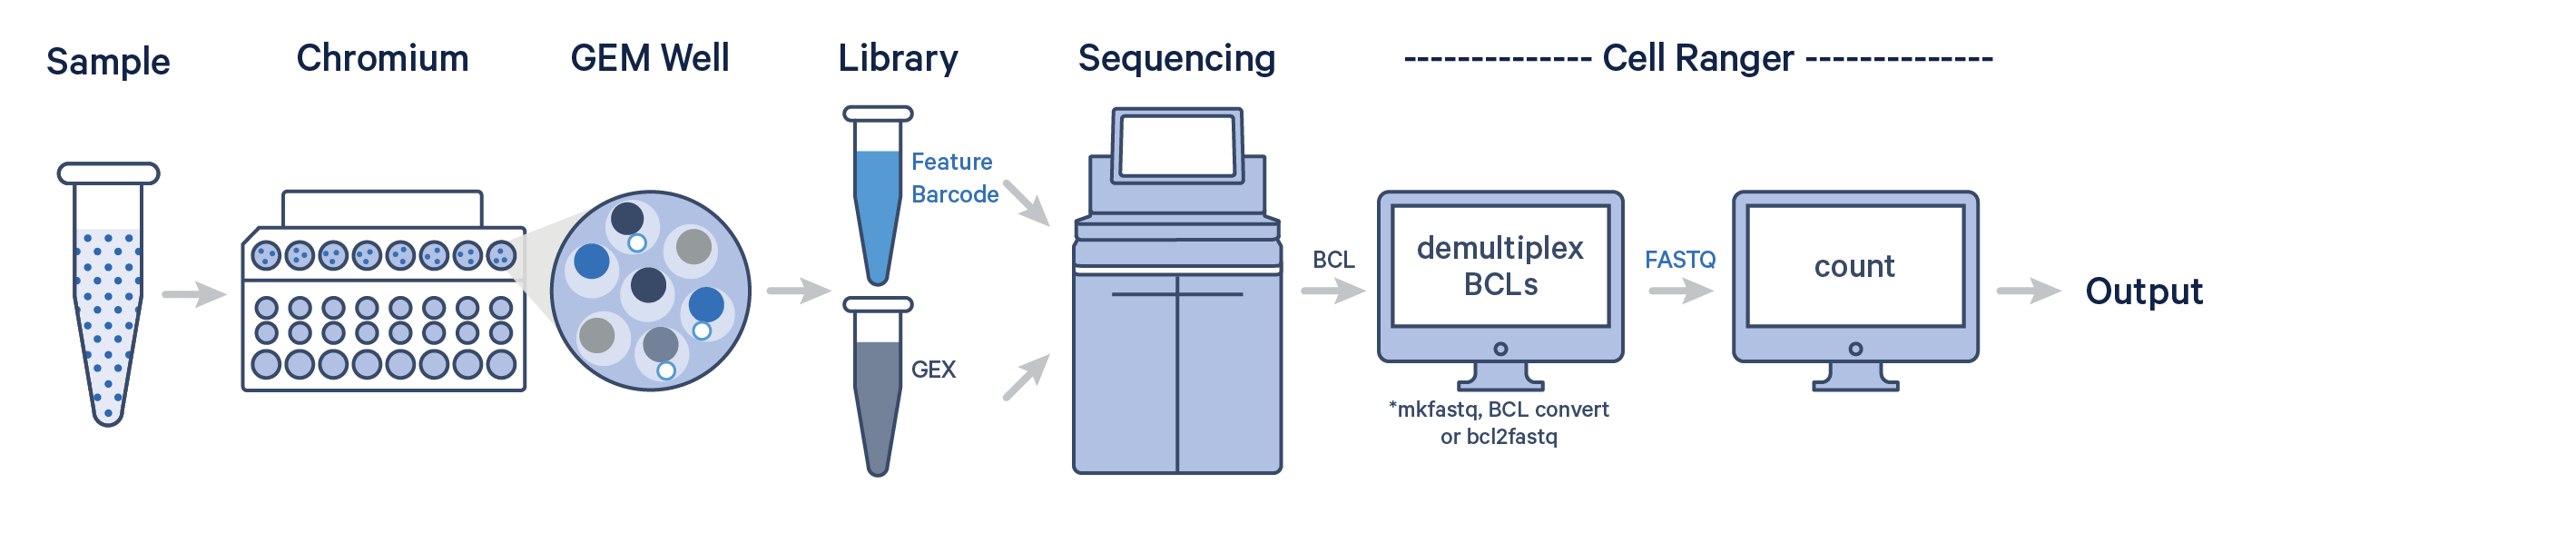 Sample
Chromium
GEM Well
Library
Sequencing
------------- Cell Ranger -------------
Feature
Barcode
GEX
BCL
demultiplex
BCLs
*mkfastq, BCL convert
or bcl2fastq
FASTQ
count
Output